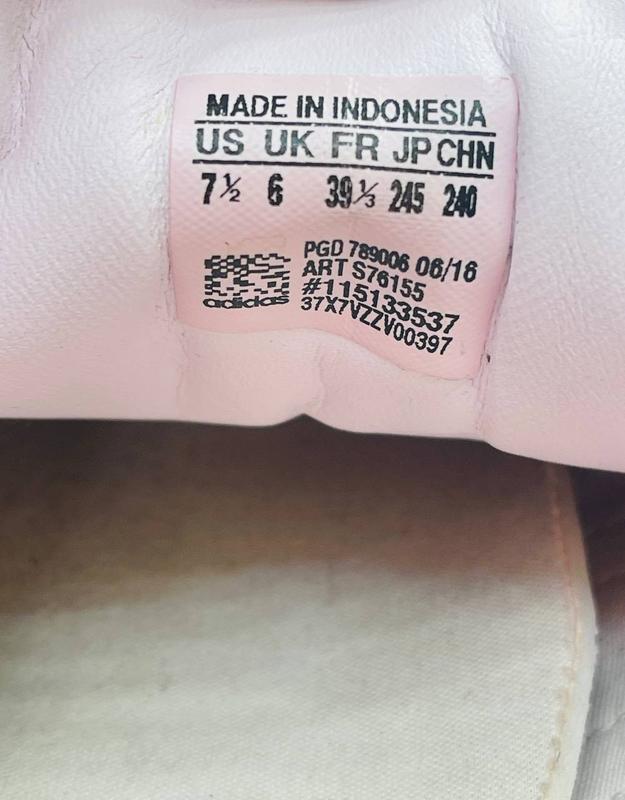 MADE IN INDONESIA
US UK FR JP CHN
7½ 6 39⅓ 245 240
PGD 789006 06/16
ART S76155
#115133537
37X7VZZV00397
adidas